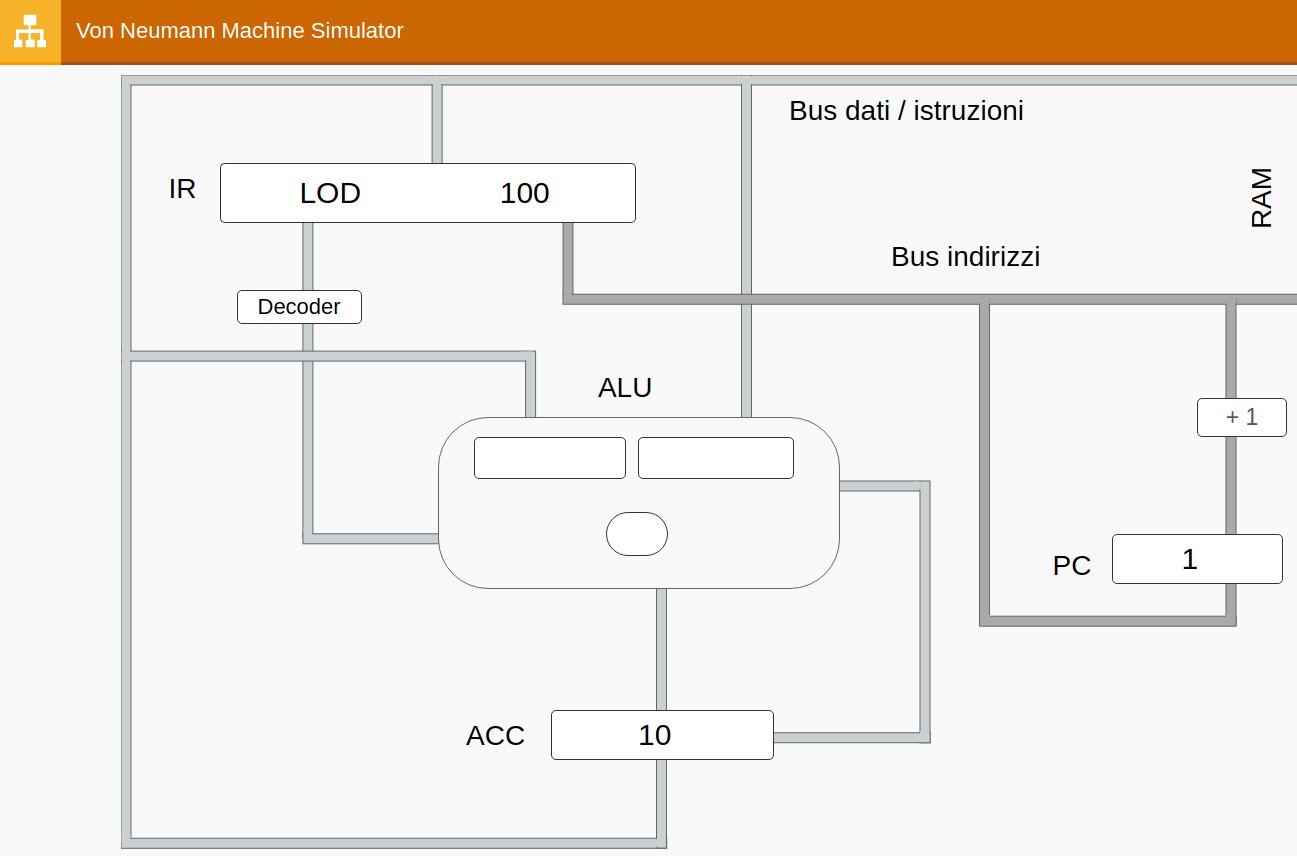 Von Neumann Machine Simulator
Bus dati / istruzioni
IR
LOD
100
RAM
Bus indirizzi
Decoder
ALU
+ 1
PC
1
ACC
10